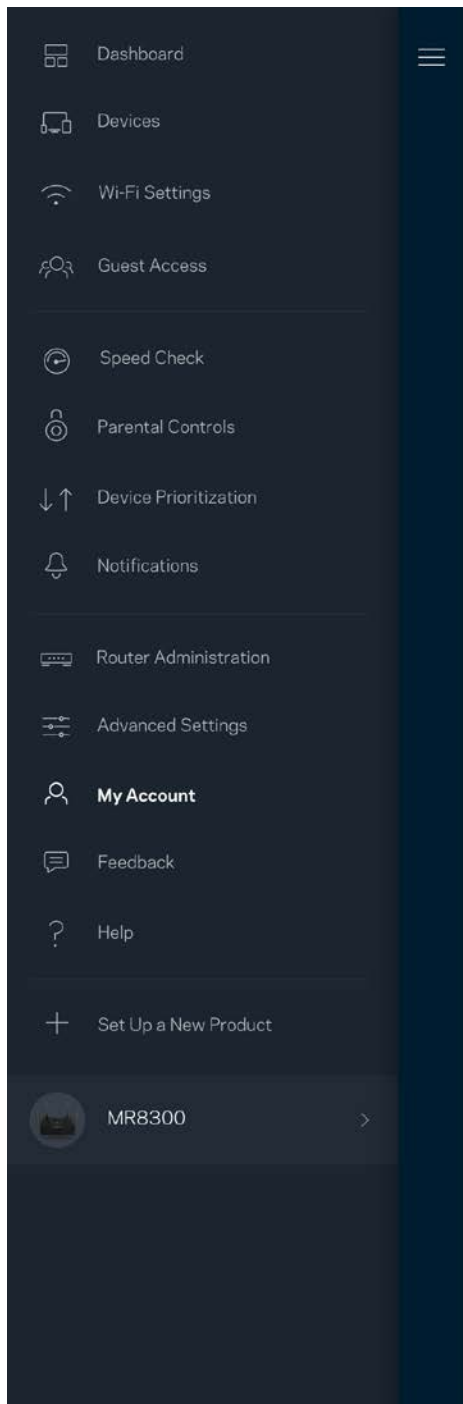 Dashboard
Devices
Wi-Fi Settings
Guest Access
Speed Check
Parental Controls
Device Prioritization
Notifications
Router Administration
Advanced Settings
My Account
Feedback
Help
Set Up a New Product
MR8300